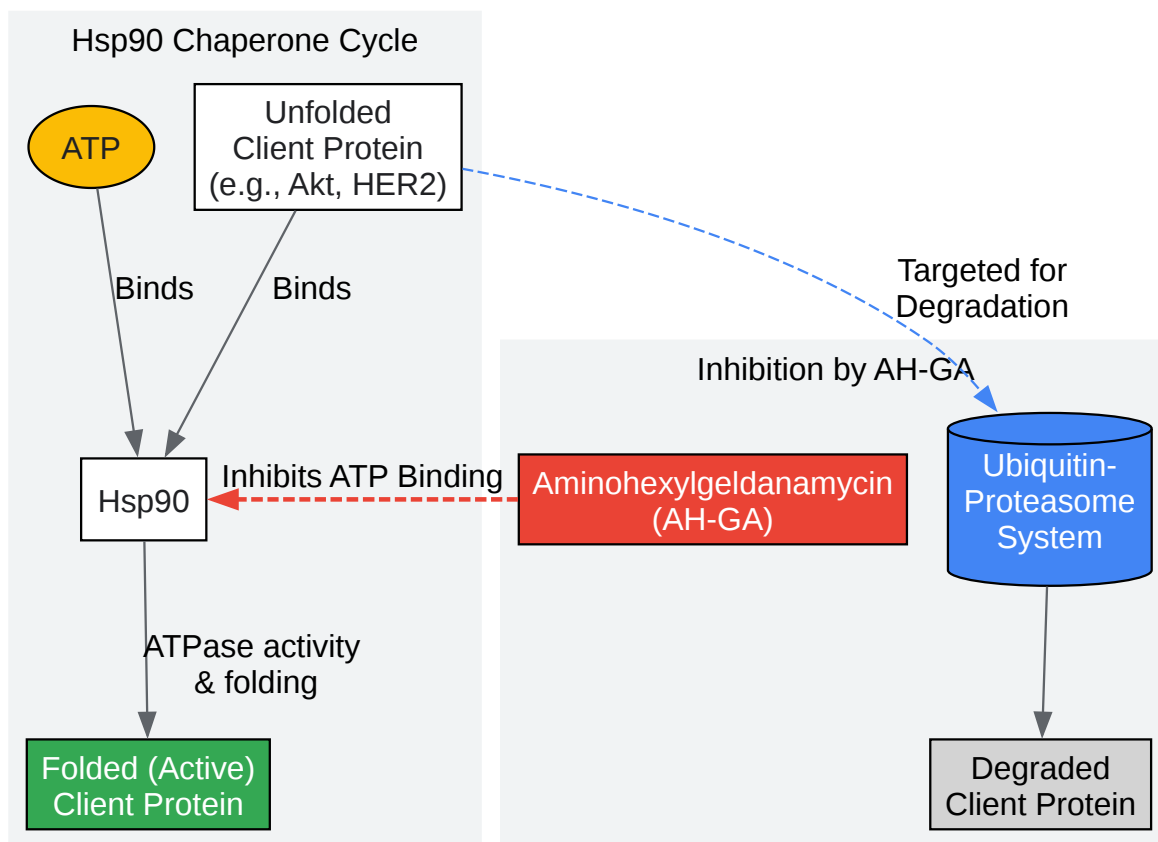 Hsp90 Chaperone Cycle
ATP
Unfolded
Client Protein
(e.g., Akt, HER2)
Binds
Binds
Targeted for
Degradation
Inhibition by AH-GA
Hsp90
Inhibits ATP Binding
Aminohexylgeldanamycin
(AH-GA)
Ubiquitin-
Proteasome
System
ATPase activity
& folding
Folded (Active)
Client Protein
Degraded
Client Protein